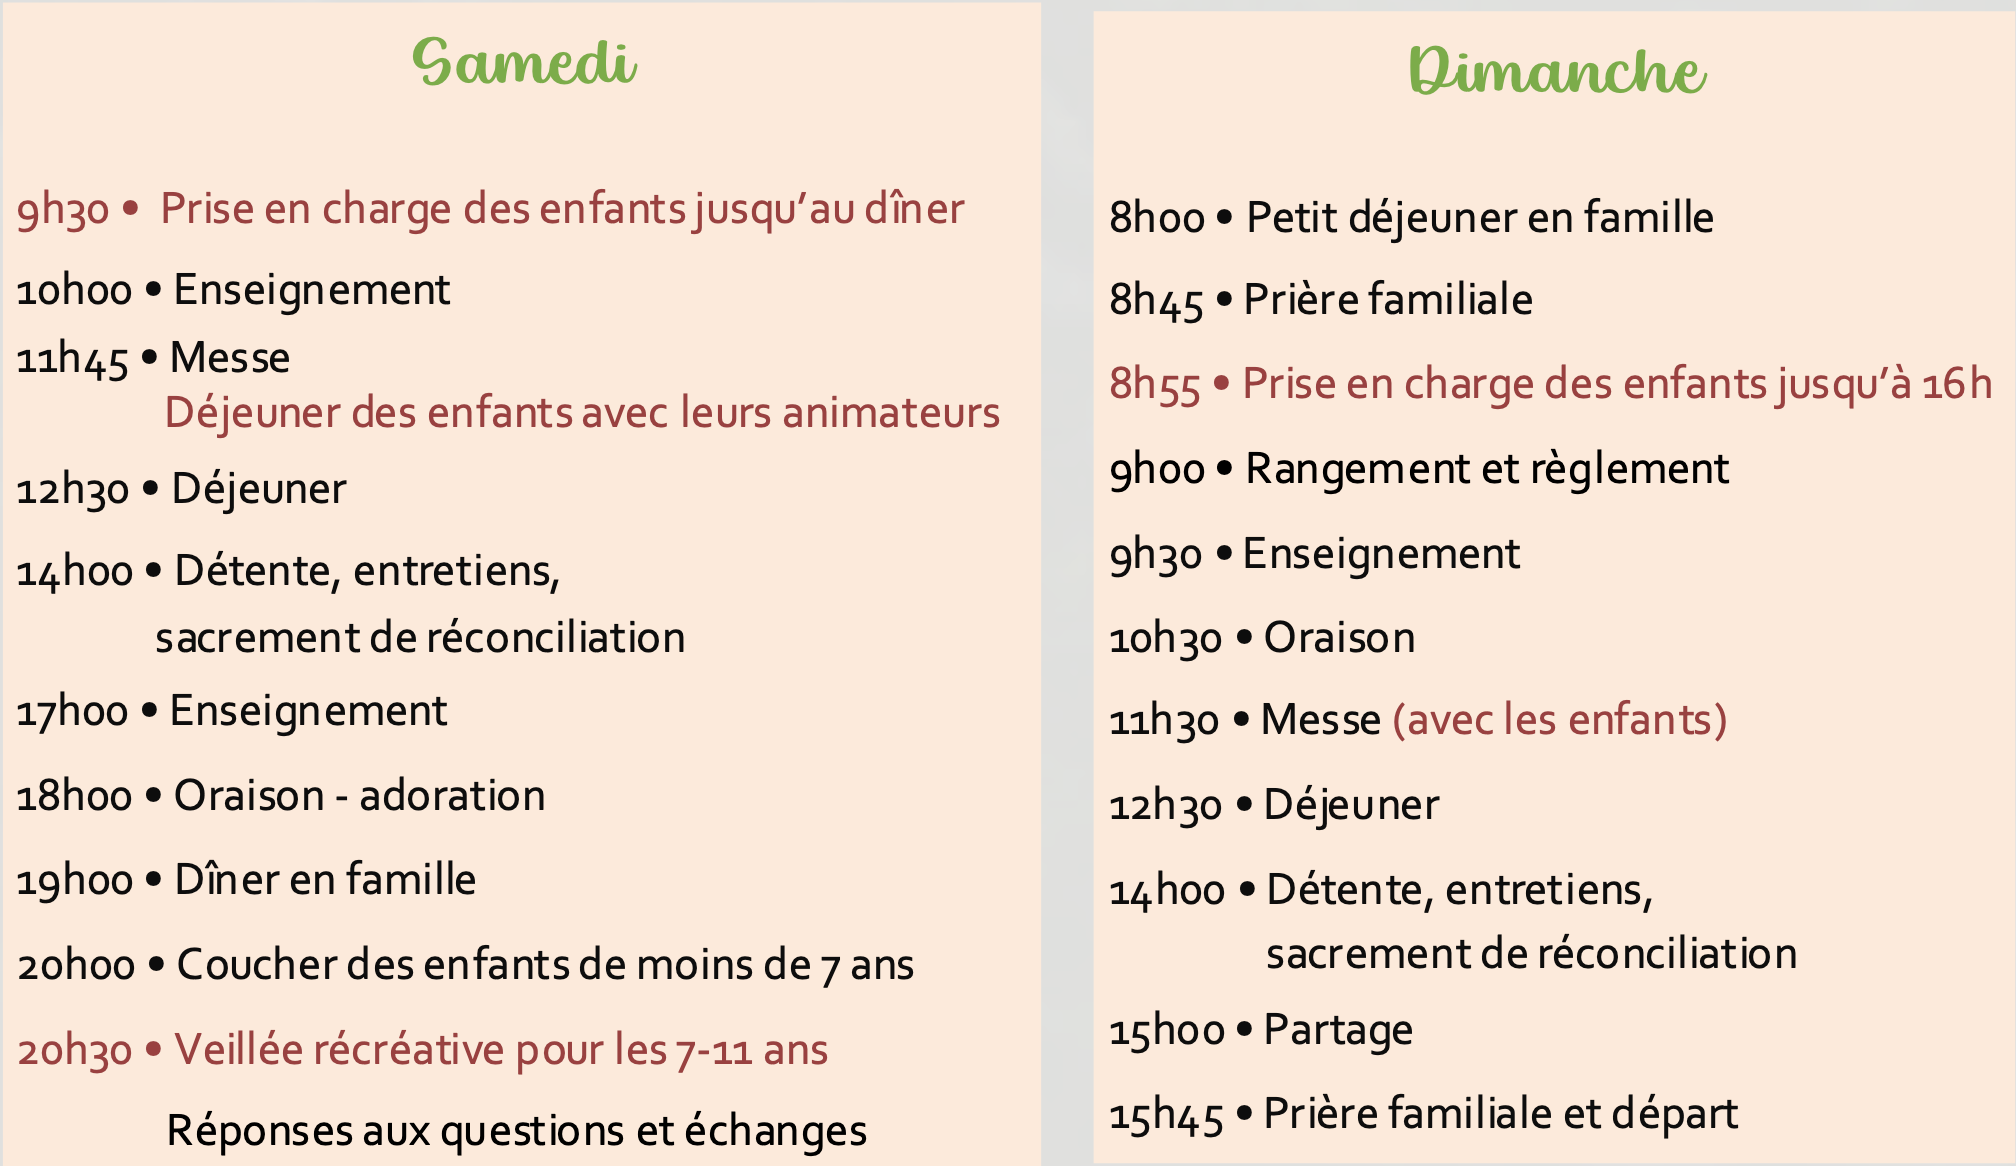 Samedi
9h30 • Prise en charge des enfants jusqu'au dîner
10h00 • Enseignement
11h45 • Messe
Déjeuner des enfants avec leurs animateurs
12h30 • Déjeuner
14h00 • Détente, entretiens,
sacrement de réconciliation
17h00 • Enseignement
18h00 • Oraison - adoration
19h00 • Dîner en famille
20h00 • Coucher des enfants de moins de 7 ans
20h30 • Veillée récréative pour les 7-11 ans
Réponses aux questions et échanges
Dimanche
8h00 • Petit déjeuner en famille
8h45 • Prière familiale
8h55 • Prise en charge des enfants jusqu'à 16h
9h00 • Rangement et règlement
9h30 • Enseignement
10h30 • Oraison
11h30 • Messe (avec les enfants)
12h30 • Déjeuner
14h00 • Détente, entretiens,
sacrement de réconciliation
15h00 • Partage
15h45 • Prière familiale et départ